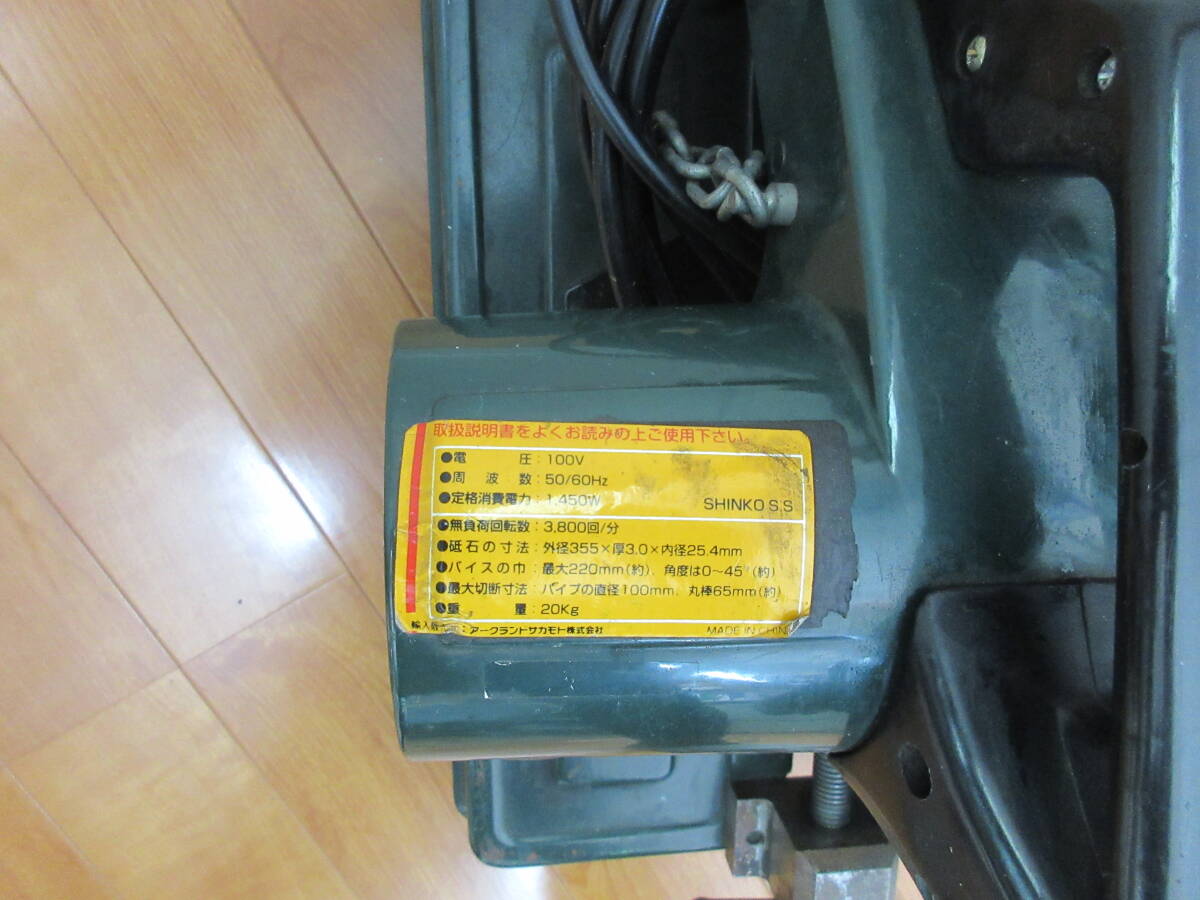 取扱説明書をよくお読みの上ご使用下さい。
●電圧：100V
●周波数：50/60Hz
●定格消費電力：1,450W
SHINKO S.S
●無負荷回転数：3,800回/分
●砥石の寸法：外径355×厚3.0×内径25.4mm
●バイスの巾：最大220mm(約)、角度は0～45°(約)
●最大切断寸法：パイプの直径100mm、丸棒65mm(約)
●重量：20Kg
輸入：アークランドサカモト株式会社
MADE IN CHIN